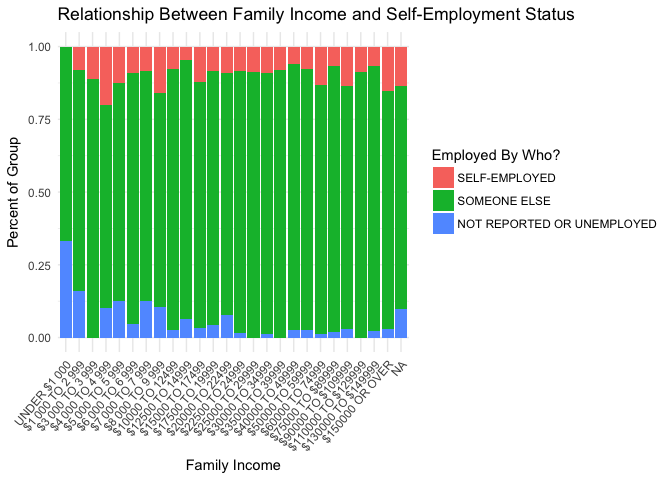 Relationship Between Family Income and Self-Employment Status
1.00
0.75
0.50
0.25
0.00
Percent of Group
UNDER $1 000
$1 000 TO 2 999
$3 000 TO 3 999
$4 000 TO 4 999
$5 000 TO 5 999
$6 000 TO 6 999
$7 000 TO 7 999
$8 000 TO 9 999
$10000 TO 12499
$12500 TO 14999
$15000 TO 17499
$17500 TO 19999
$20000 TO 22499
$22500 TO 24999
$25000 TO 29999
$30000 TO 34999
$35000 TO 39999
$40000 TO 49999
$50000 TO 59999
$60000 TO 74999
$75000 TO $89999
$90000 TO $109999
$110000 TO $129999
$130000 TO $149999
$150000 OR OVER
NA
Family Income
Employed By Who?
SELF-EMPLOYED
SOMEONE ELSE
NOT REPORTED OR UNEMPLOYED